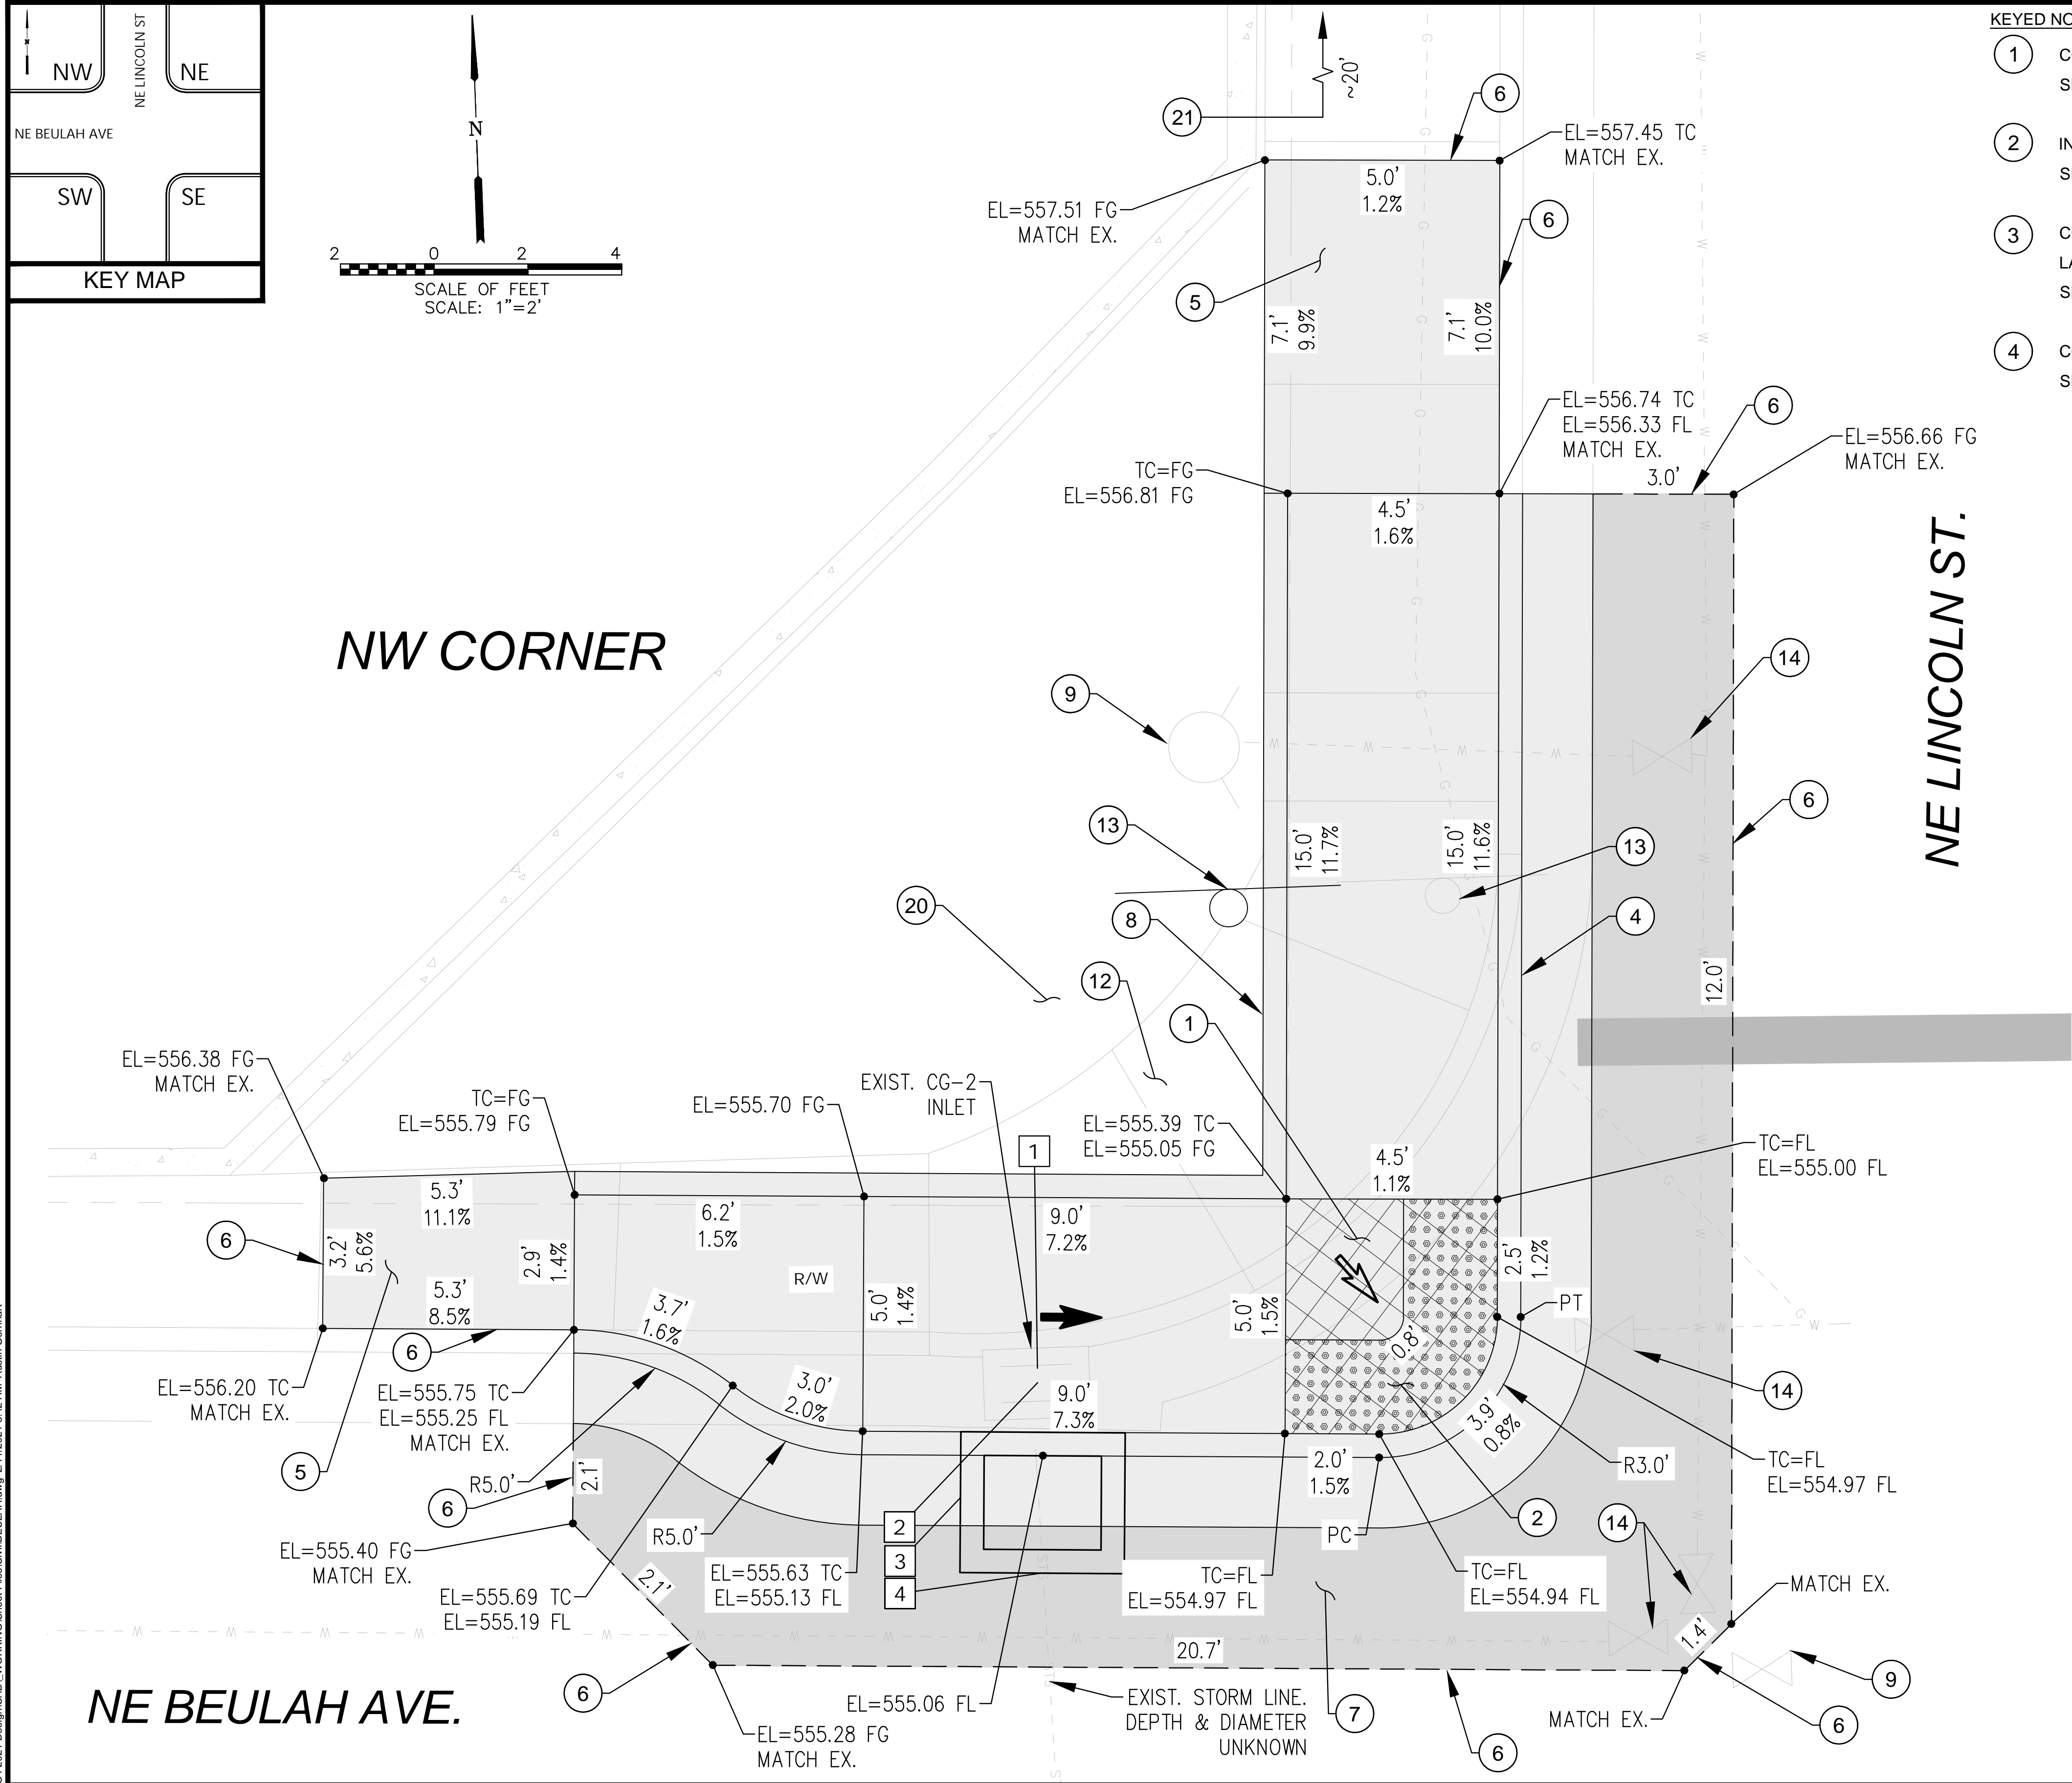 NW
NE
NE LINCOLN ST
NE BEULAH AVE
SW
SE
KEY MAP
N
2 0 2 4
SCALE OF FEET
SCALE: 1"=2'
KEYED NO
1 C
S
2 IN
S
3 C
LA
S
4 C
S
21
~20'
6
EL=557.45 TC
MATCH EX.
5.0'
1.2%
EL=557.51 FG
MATCH EX.
6
5
7.1'
9.9%
7.1'
10.0%
EL=556.74 TC
EL=556.33 FL
MATCH EX.
6
3.0'
EL=556.66 FG
MATCH EX.
TC=FG
EL=556.81 FG
4.5'
1.6%
NW CORNER
NE LINCOLN ST.
14
9
6
13
15.0'
11.7%
15.0'
11.6%
13
20
8
4
12
12.0'
1
EL=556.38 FG
MATCH EX.
TC=FG
EL=555.79 FG
EL=555.70 FG
EXIST. CG-2
INLET
EL=555.39 TC
EL=555.05 FG
1
4.5'
1.1%
TC=FL
EL=555.00 FL
5.3'
11.1%
6.2'
1.5%
9.0'
7.2%
6
3.2'
5.6%
2.9'
1.4%
R/W
5.0'
1.4%
5.0'
1.5%
2.5'
1.2%
PT
5.3'
8.5%
3.7'
1.6%
0.8'
6
14
EL=556.20 TC
MATCH EX.
EL=555.75 TC
EL=555.25 FL
MATCH EX.
3.0'
2.0%
9.0'
7.3%
3.9'
0.8%
5
R5.0'
6
2.1'
2.0'
1.5%
R3.0'
TC=FL
EL=554.97 FL
R5.0'
2
3
4
PC
2
14
EL=555.40 FG
MATCH EX.
2.1'
EL=555.69 TC
EL=555.19 FL
EL=555.63 TC
EL=555.13 FL
TC=FL
EL=554.97 FL
TC=FL
EL=554.94 FL
MATCH EX.
1.4'
20.7'
6
NE BEULAH AVE.
EL=555.06 FL
EXIST. STORM LINE.
DEPTH & DIAMETER
UNKNOWN
7
9
EL=555.28 FG
MATCH EX.
MATCH EX.
6
6